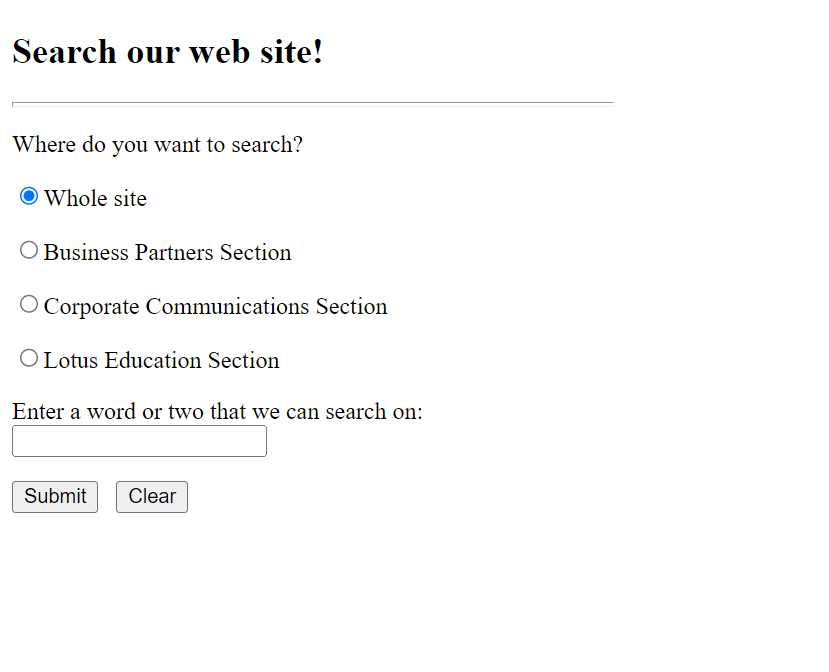 Search our web site!
Where do you want to search?
Whole site
Business Partners Section
Corporate Communications Section
Lotus Education Section
Enter a word or two that we can search on:
Submit Clear